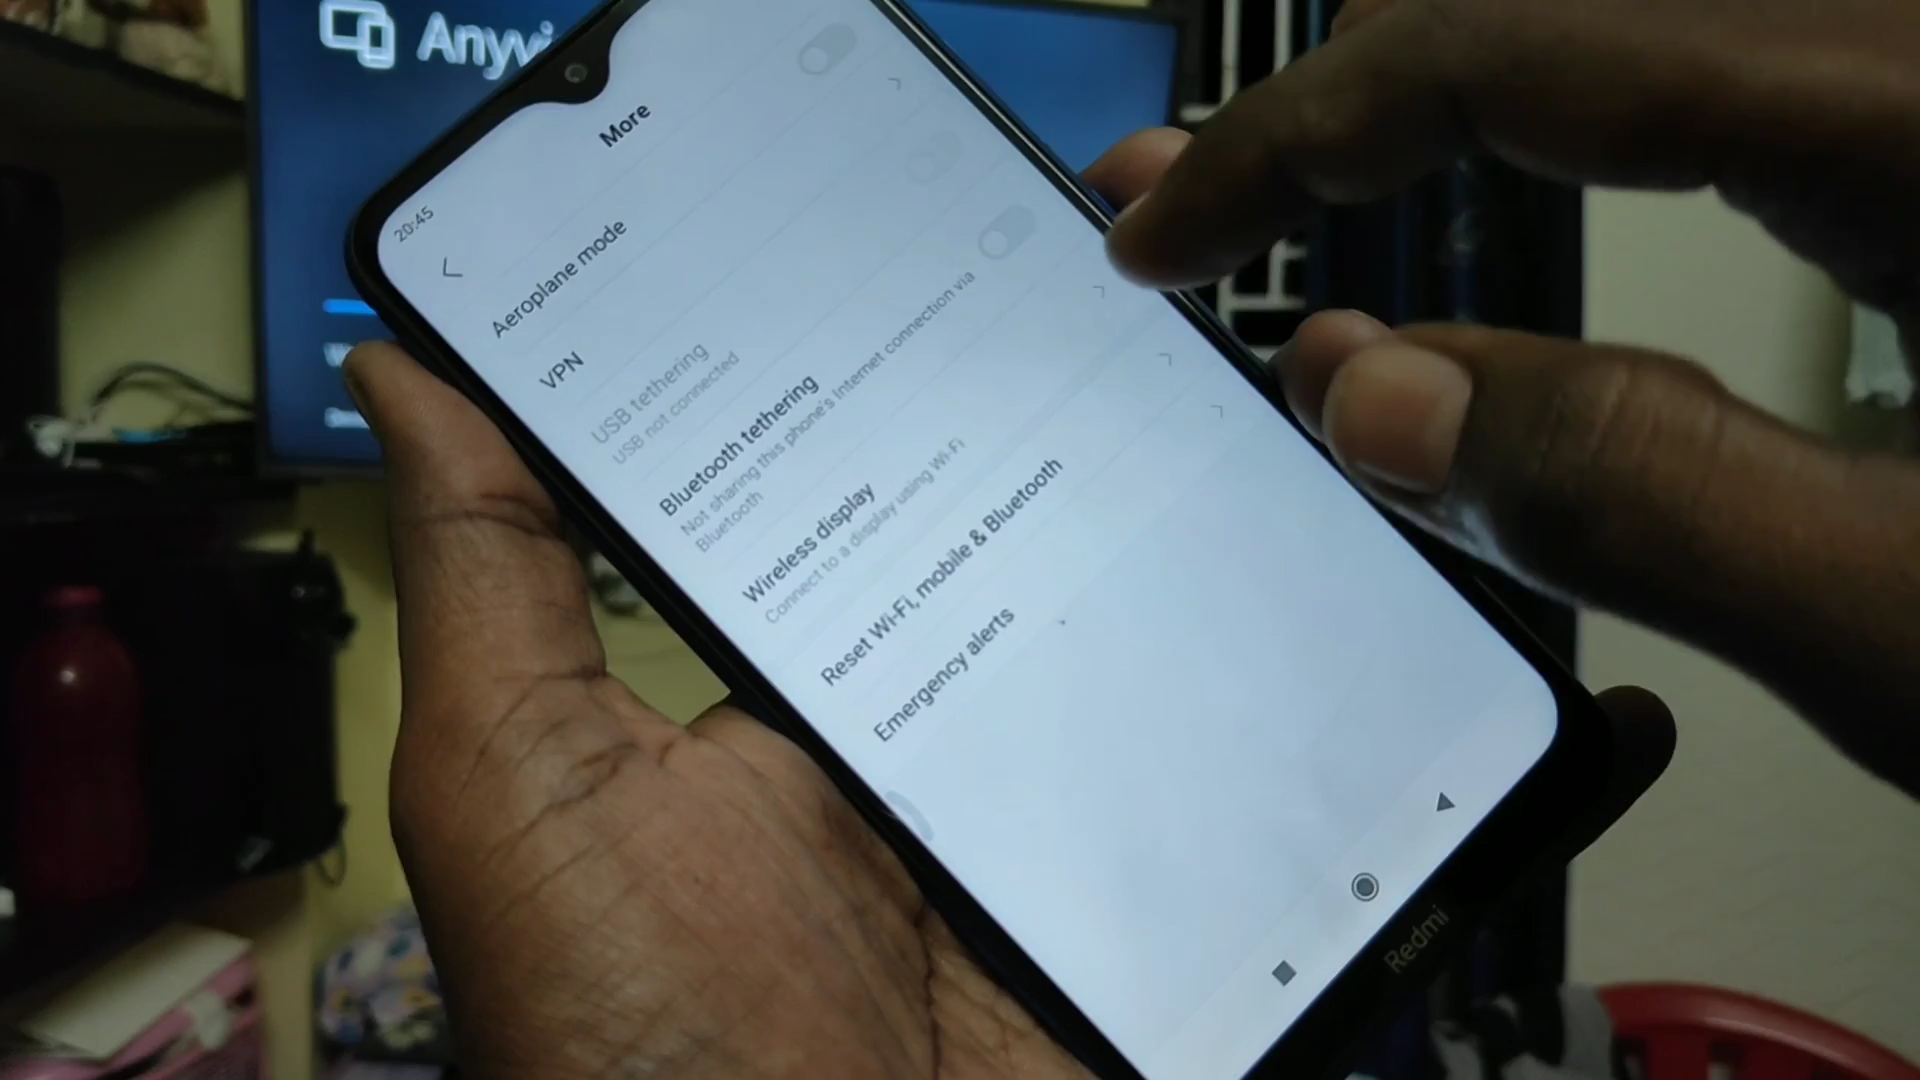 Anyvi
20:45
More
Aeroplane mode
VPN
USB tethering
USB not connected
Bluetooth tethering
Not sharing this phone's Internet connection via
Bluetooth
Wireless display
Connect to a display using Wi-Fi
Reset Wi-Fi, mobile & Bluetooth
Emergency alerts
Redmi